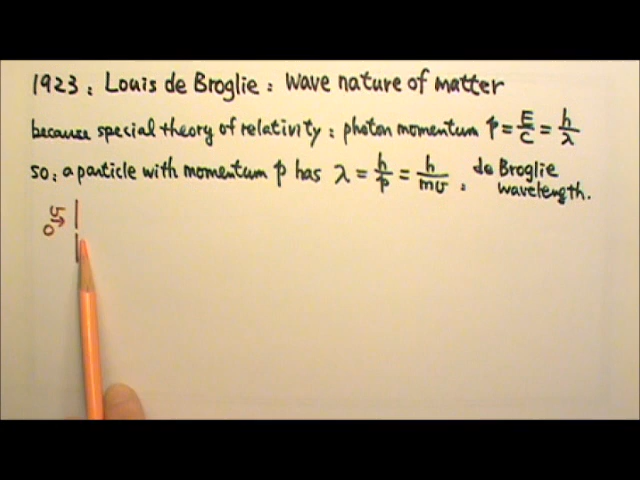 1923 : Louis de Broglie : wave nature of matter
because special theory of relativity : photon momentum p = E/c = h/λ
so : a particle with momentum p has λ = h/p = h/mv : de Broglie wavelength.
v